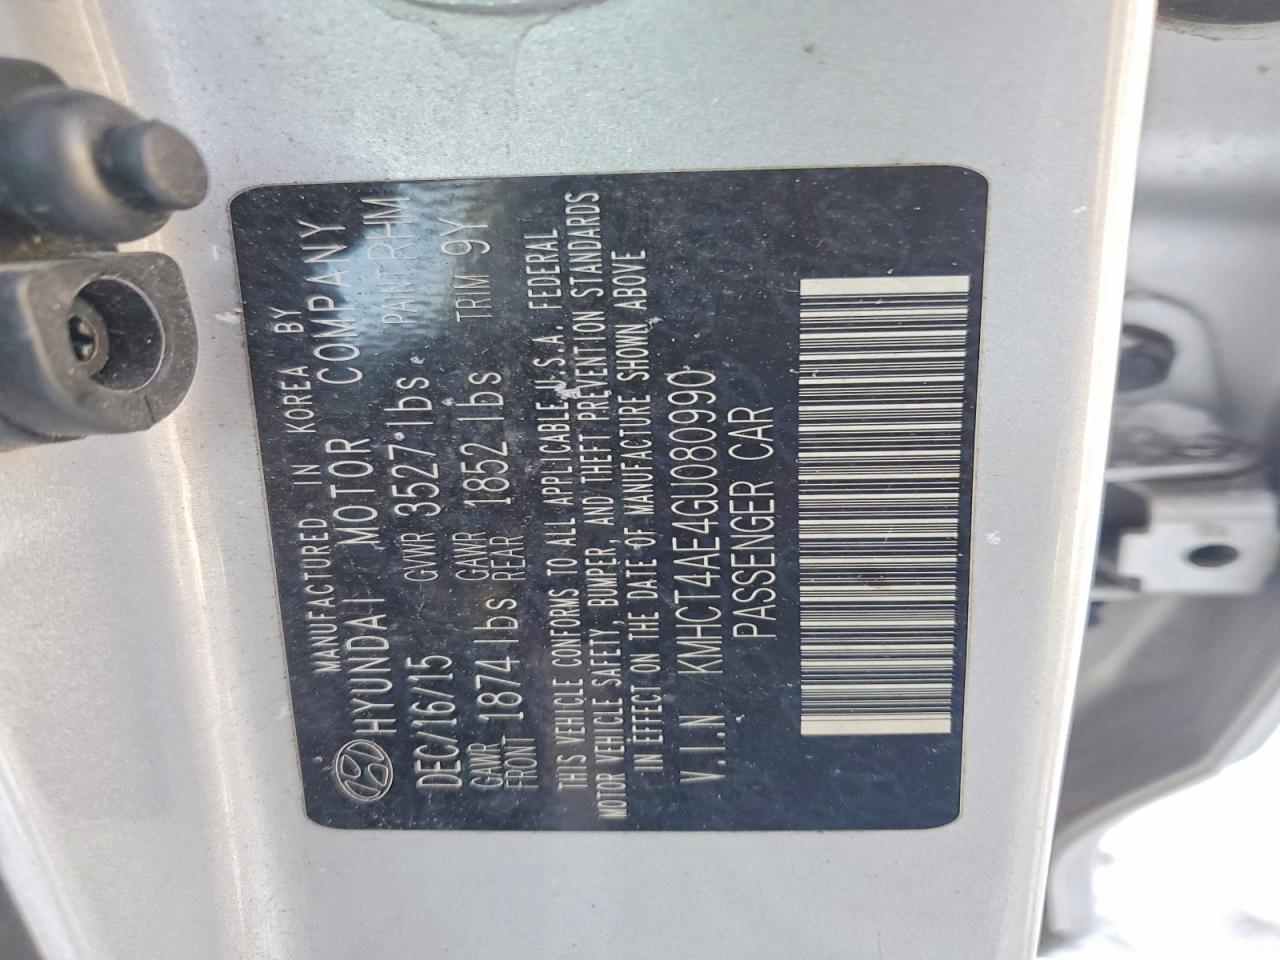 MANUFACTURED IN KOREA BY
HYUNDAI MOTOR COMPANY
DEC/16/15 GVWR 3527 lbs PAINT RHM
GAWR FRONT 1874 lbs GAWR REAR 1852 lbs TRIM 9Y
THIS VEHICLE CONFORMS TO ALL APPLICABLE U.S.A. FEDERAL
MOTOR VEHICLE SAFETY, BUMPER, AND THEFT PREVENTION STANDARDS
IN EFFECT ON THE DATE OF MANUFACTURE SHOWN ABOVE
V.I.N KMHCT4AE4GU080990
PASSENGER CAR